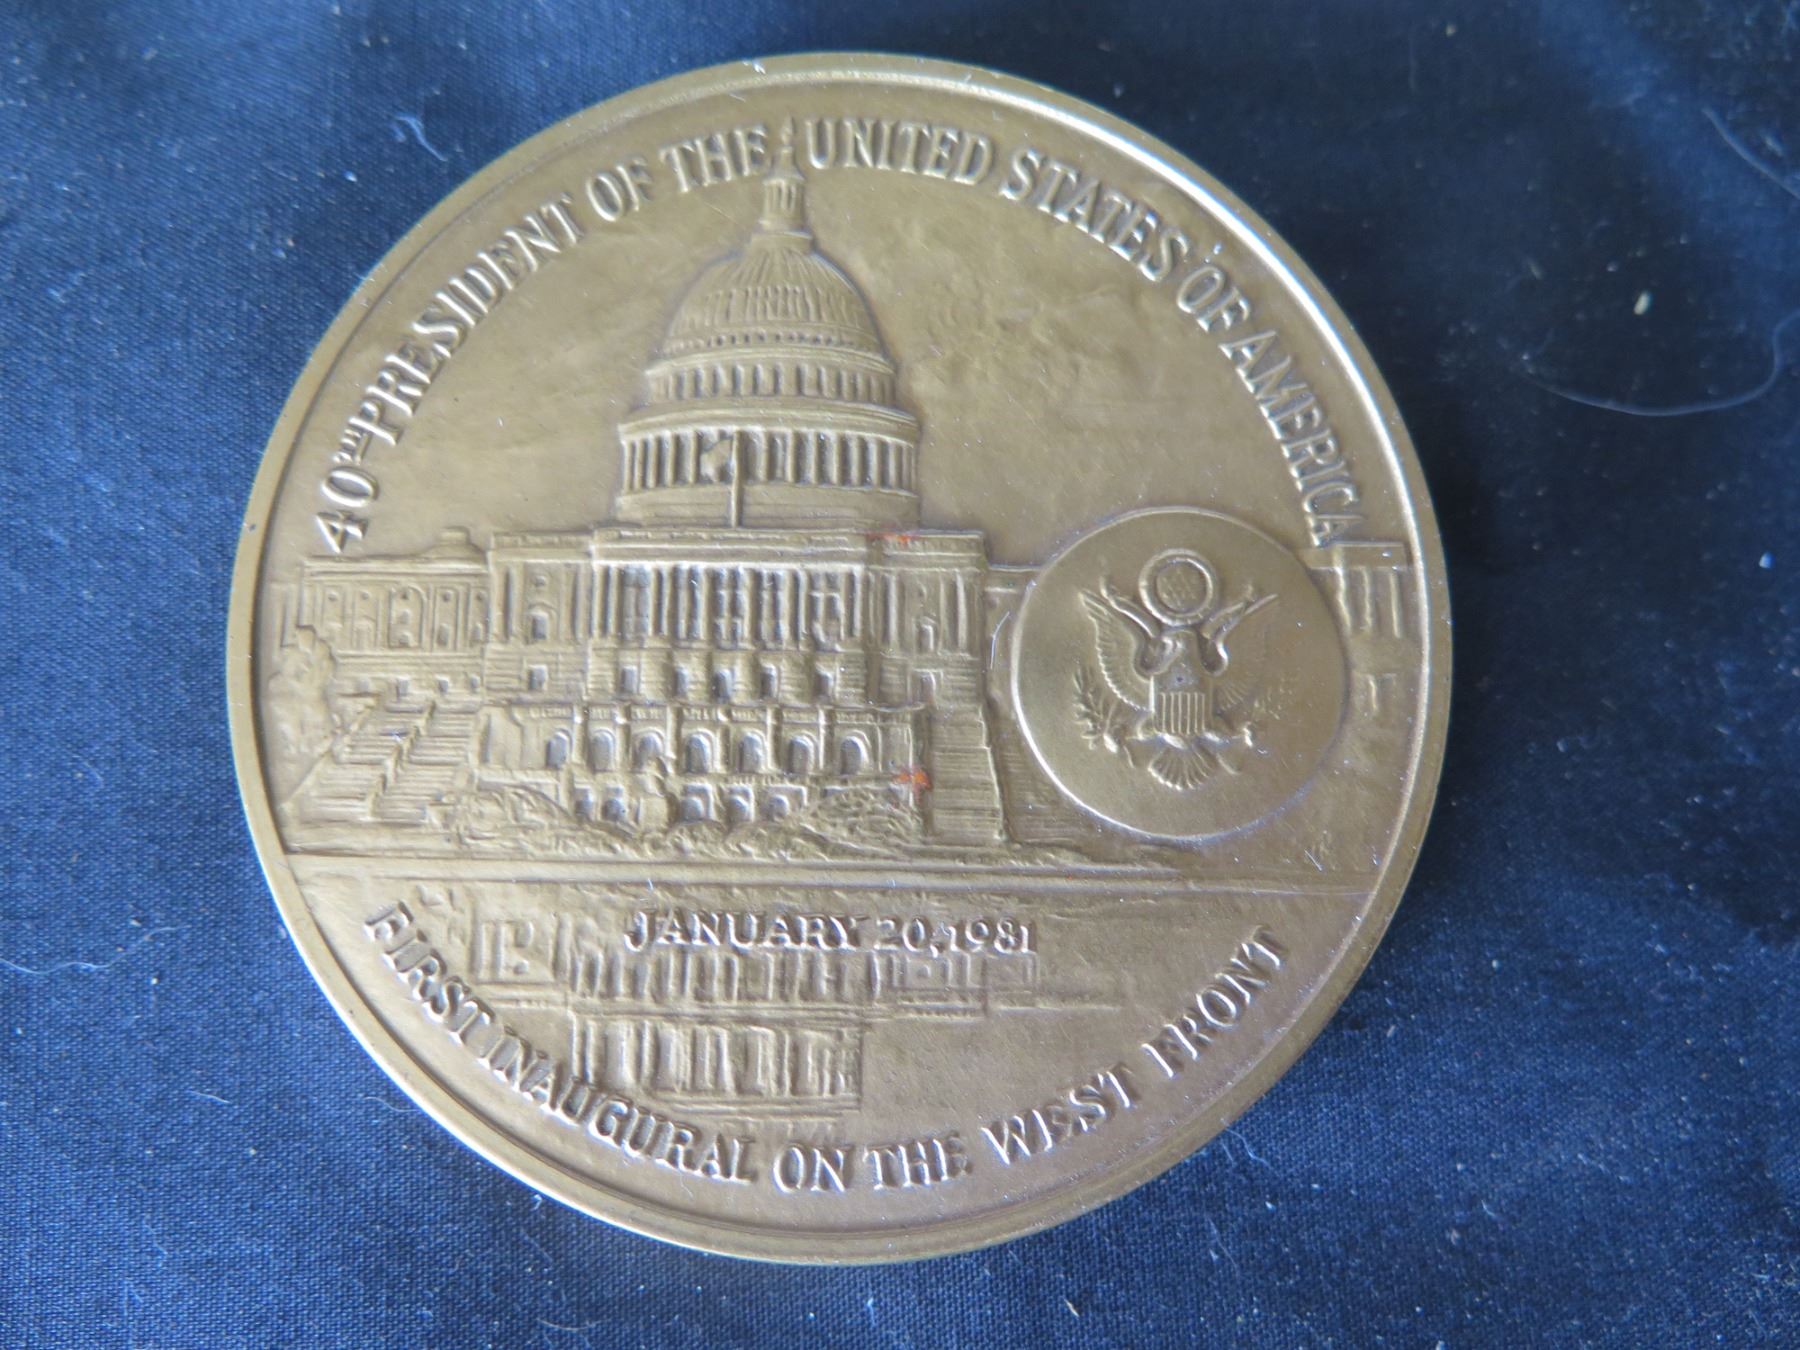 40TH PRESIDENT OF THE UNITED STATES OF AMERICA
JANUARY 20, 1981
FIRST INAUGURAL ON THE WEST FRONT